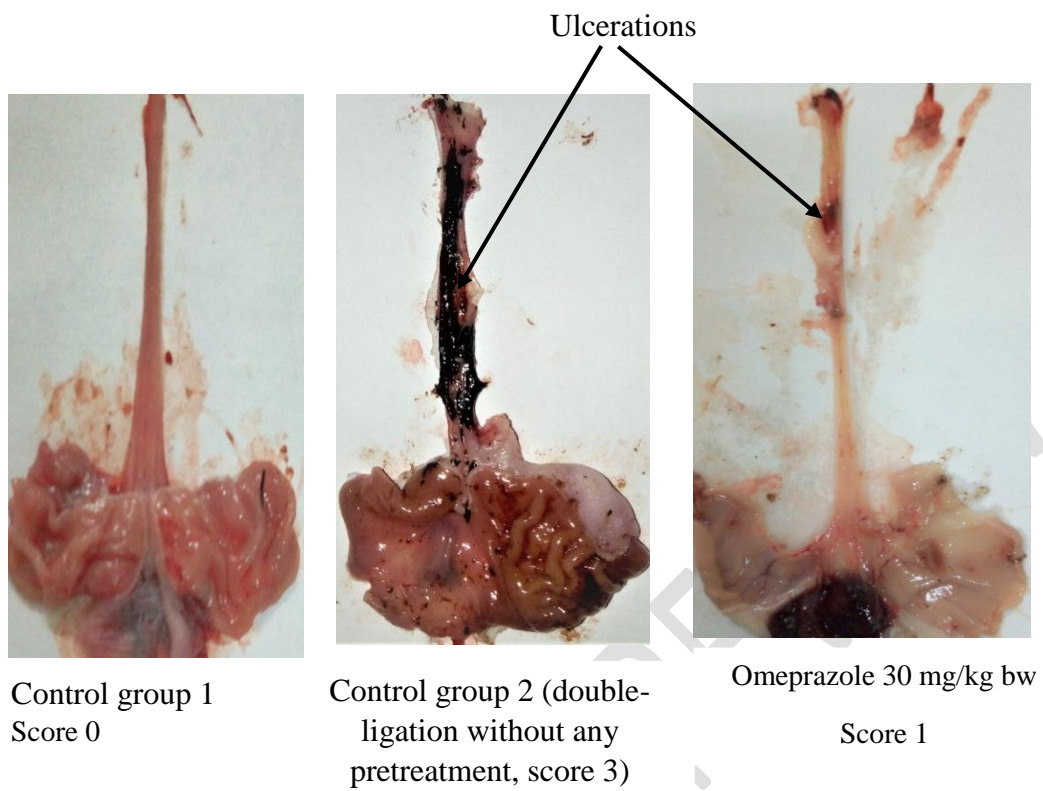 Ulcerations
Control group 1
Score 0
Control group 2 (double-
ligation without any
pretreatment, score 3)
Omeprazole 30 mg/kg bw
Score 1